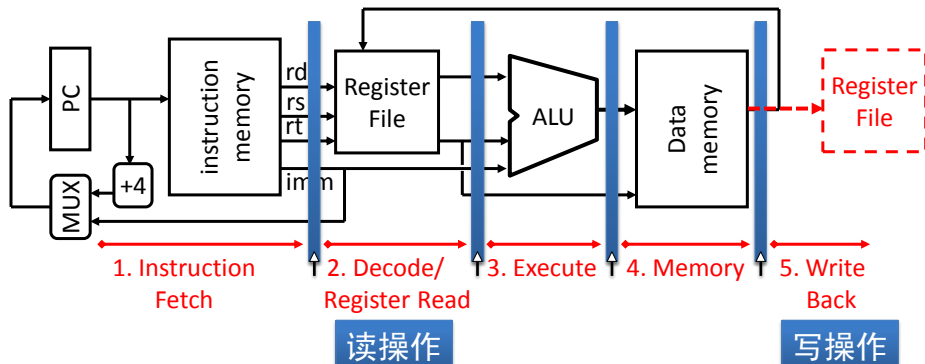 PC
+4
MUX
instruction
memory
rd
rs
rt
imm
Register
File
ALU
Data
memory
Register
File
1. Instruction
Fetch
2. Decode/
Register Read
3. Execute
4. Memory
5. Write
Back
读操作
写操作